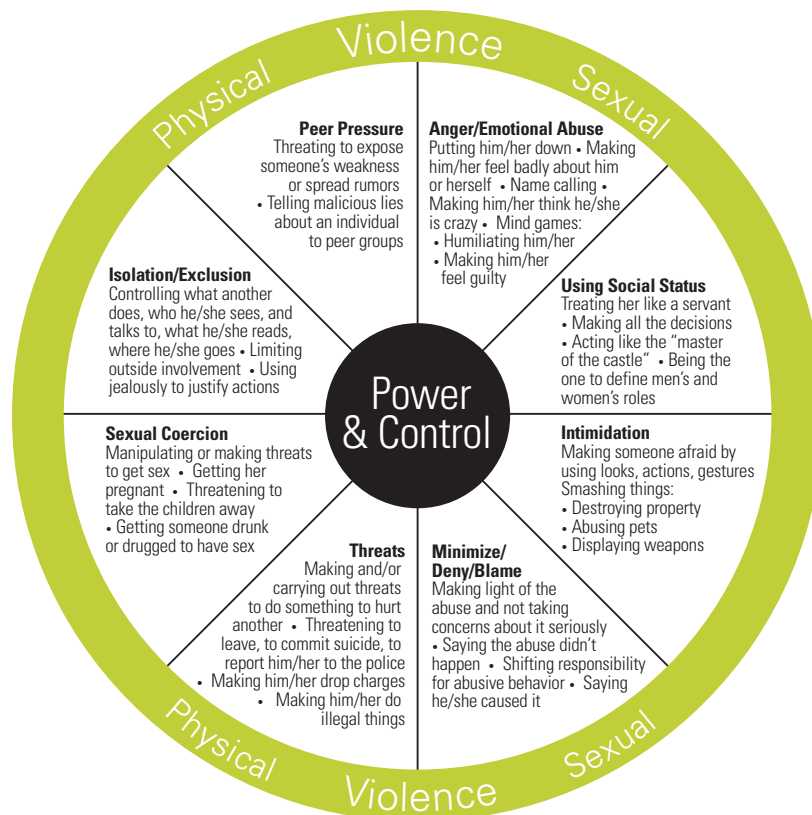 Physical Violence Sexual
Peer Pressure
Threating to expose
someone's weakness
or spread rumors
• Telling malicious lies
about an individual
to peer groups
Anger/Emotional Abuse
Putting him/her down • Making
him/her feel badly about him
or herself • Name calling •
Making him/her think he/she
is crazy • Mind games:
• Humiliating him/her
• Making him/her
feel guilty
Isolation/Exclusion
Controlling what another
does, who he/she sees, and
talks to, what he/she reads,
where he/she goes • Limiting
outside involvement • Using
jealously to justify actions
Using Social Status
Treating her like a servant
• Making all the decisions
• Acting like the "master
of the castle" • Being the
one to define men's and
women's roles
Power
& Control
Sexual Coercion
Manipulating or making threats
to get sex • Getting her
pregnant • Threatening to
take the children away
• Getting someone drunk
or drugged to have sex
Intimidation
Making someone afraid by
using looks, actions, gestures
Smashing things:
• Destroying property
• Abusing pets
• Displaying weapons
Threats
Making and/or
carrying out threats
to do something to hurt
another • Threatening to
leave, to commit suicide, to
report him/her to the police
• Making him/her drop charges
• Making him/her do
illegal things
Minimize/
Deny/Blame
Making light of the
abuse and not taking
concerns about it seriously
• Saying the abuse didn't
happen • Shifting responsibility
for abusive behavior • Saying
he/she caused it
Physical Violence Sexual